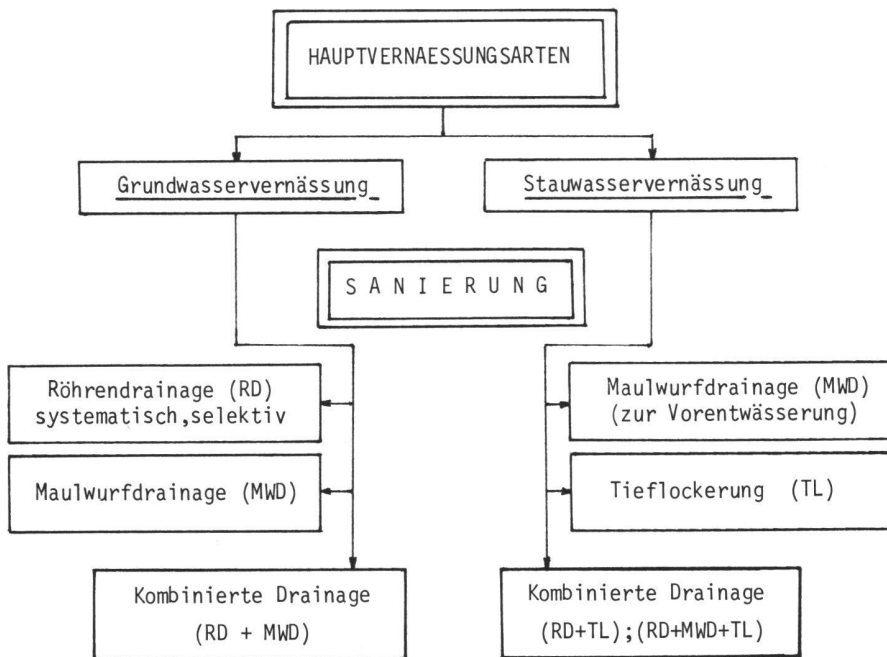 HAUPTVERNAESSUNGSARTEN
Grundwasservernässung
Stauwasservernässung
SANIERUNG
Röhrendrainage (RD)
systematisch,selektiv
Maulwurfdrainage (MWD)
(zur Vorentwässerung)
Maulwurfdrainage (MWD)
Tieflockerung (TL)
Kombinierte Drainage
(RD + MWD)
Kombinierte Drainage
(RD+TL);(RD+MWD+TL)